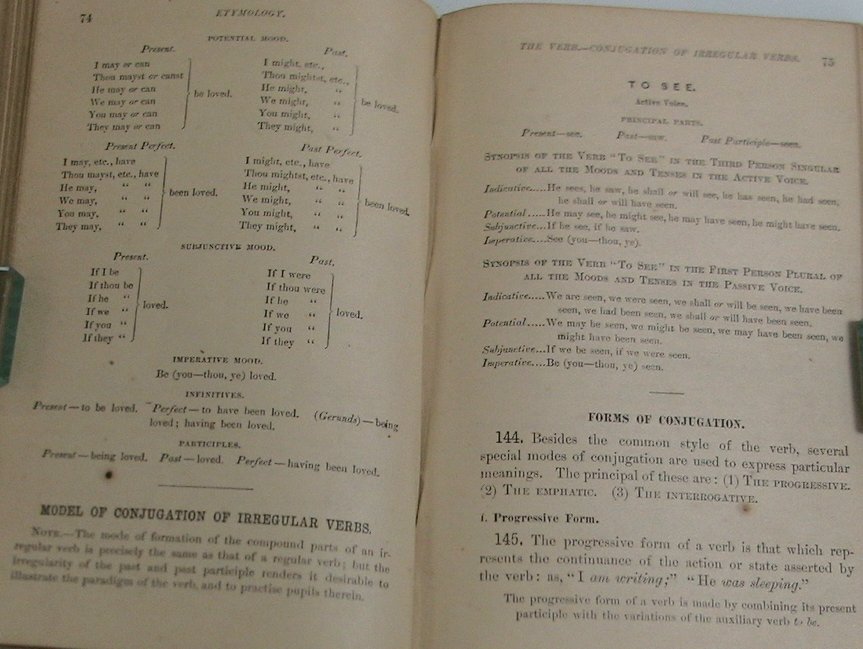 74
ETYMOLOGY.
POTENTIAL MOOD.
Present.
I may or can
Thou mayst or canst
He may or can
We may or can
You may or can
They may or can
be loved.
Past.
I might, etc.,
Thou mightst, etc.,
He might, "
We might, "
You might, "
They might, "
be loved.
Present Perfect.
I may, etc., have
Thou mayst, etc., have
He may, " "
We may, " "
You may, " "
They may, " "
been loved.
Past Perfect.
I might, etc., have
Thou mightst, etc., have
He might, " "
We might, " "
You might, " "
They might, " "
been loved.
SUBJUNCTIVE MOOD.
Present.
If I be
If thou be
If he "
If we "
If you "
If they "
loved.
Past.
If I were
If thou were
If he "
If we "
If you "
If they "
loved.
IMPERATIVE MOOD.
Be (you—thou, ye) loved.
INFINITIVES.
Present—to be loved. Perfect—to have been loved. (Gerunds)—being
loved; having been loved.
PARTICIPLES.
Present—being loved. Past—loved. Perfect—having been loved.
MODEL OF CONJUGATION OF IRREGULAR VERBS.
NOTE.—The mode of formation of the compound parts of an ir-
regular verb is precisely the same as that of a regular verb; but the
irregularity of the past and past participle renders it desirable to
illustrate the paradigm of the verb, and to practise pupils therein.
THE VERB—CONJUGATION OF IRREGULAR VERBS. 75
TO SEE.
Active Voice.
PRINCIPAL PARTS.
Present—see. Past—saw. Past Participle—seen.
SYNOPSIS OF THE VERB "TO SEE" IN THE THIRD PERSON SINGULAR
OF ALL THE MOODS AND TENSES IN THE ACTIVE VOICE.
Indicative.....He sees, he saw, he shall or will see, he has seen, he had seen,
he shall or will have seen.
Potential.....He may see, he might see, he may have seen, he might have seen.
Subjunctive...If he see, if he saw.
Imperative....See (you—thou, ye).
SYNOPSIS OF THE VERB "TO SEE" IN THE FIRST PERSON PLURAL OF
ALL THE MOODS AND TENSES IN THE PASSIVE VOICE.
Indicative.....We are seen, we were seen, we shall or will be seen, we have been
seen, we had been seen, we shall or will have been seen.
Potential.....We may be seen, we might be seen, we may have been seen, we
might have been seen.
Subjunctive...If we be seen, if we were seen.
Imperative....Be (you—thou, ye) seen.
FORMS OF CONJUGATION.
144. Besides the common style of the verb, several
special modes of conjugation are used to express particular
meanings. The principal of these are: (1) THE PROGRESSIVE.
(2) THE EMPHATIC. (3) THE INTERROGATIVE.
1. Progressive Form.
145. The progressive form of a verb is that which rep-
resents the continuance of the action or state asserted by
the verb: as, "I am writing;" "He was sleeping."
The progressive form of a verb is made by combining its present
participle with the variations of the auxiliary verb to be.